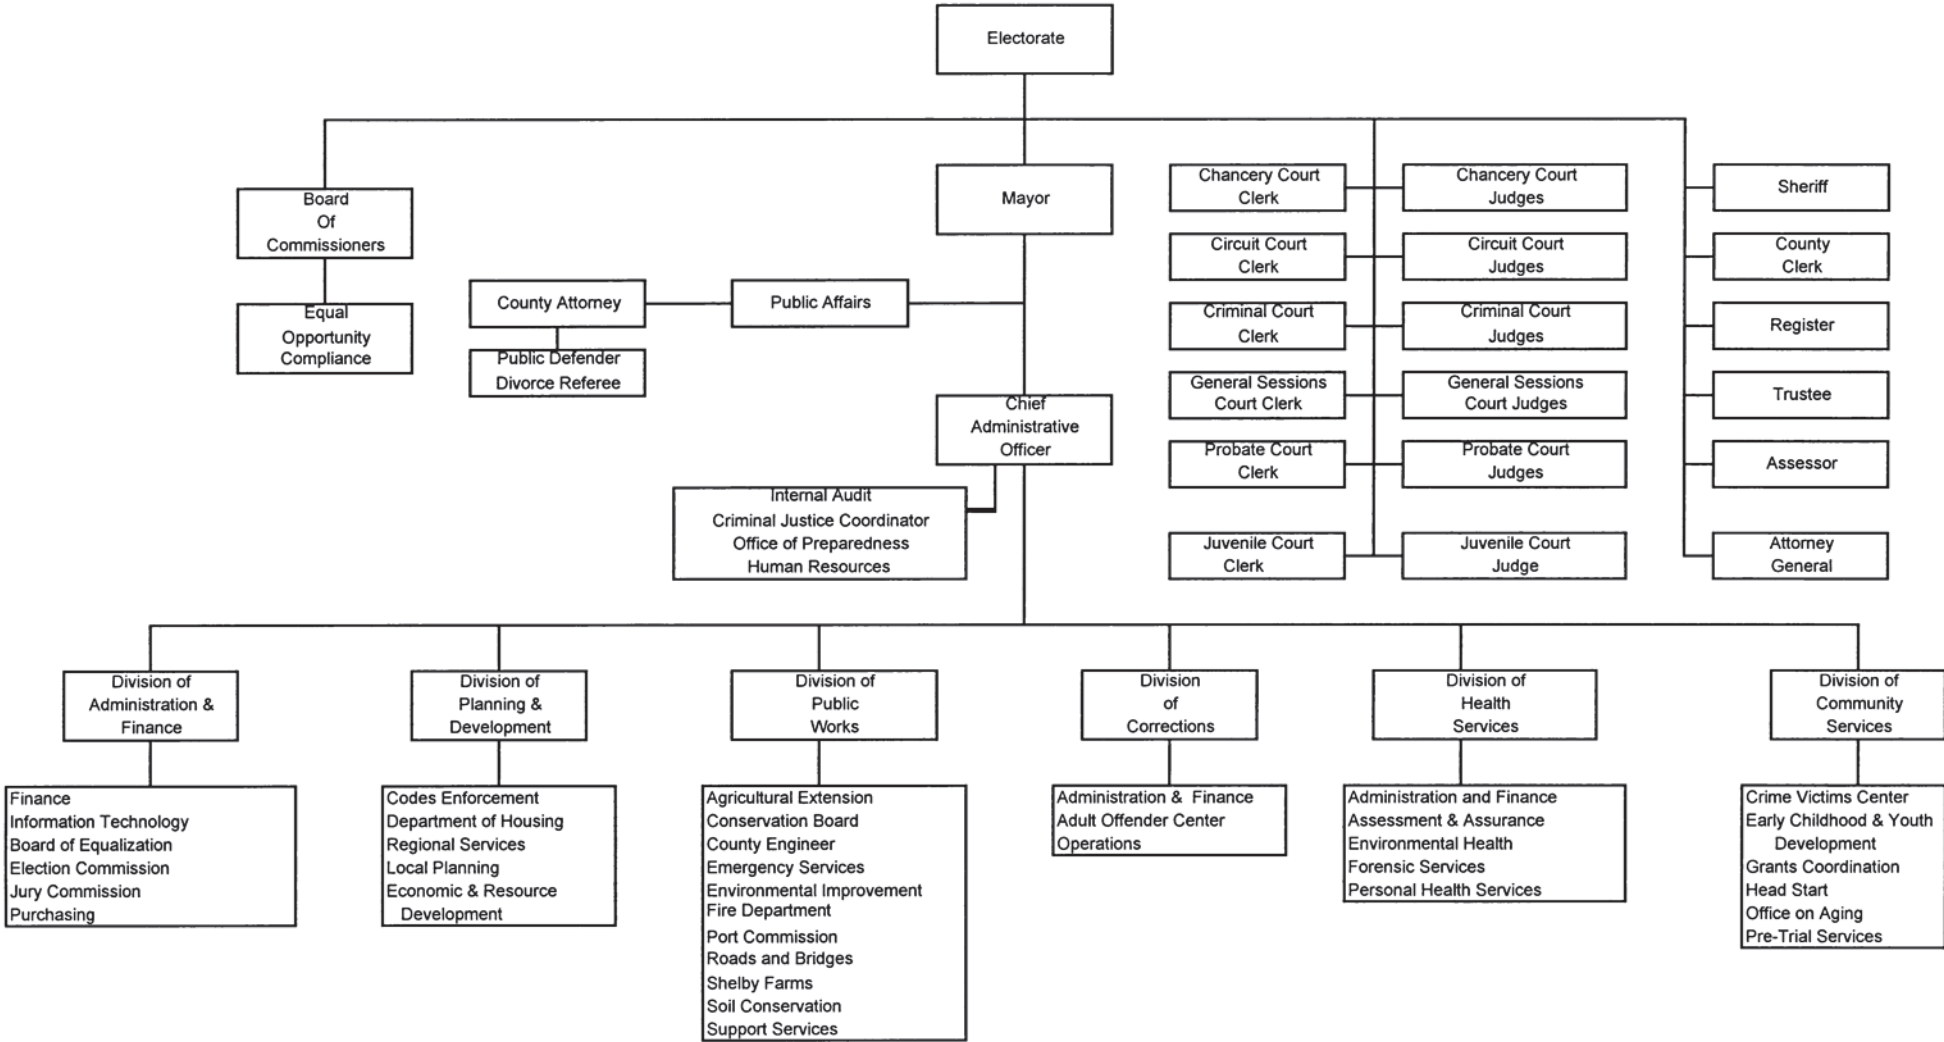 Electorate
Board
Of
Commissioners
Equal
Opportunity
Compliance
Mayor
County Attorney
Public Affairs
Public Defender
Divorce Referee
Chief
Administrative
Officer
Internal Audit
Criminal Justice Coordinator
Office of Preparedness
Human Resources
Chancery Court
Clerk
Chancery Court
Judges
Circuit Court
Clerk
Circuit Court
Judges
Criminal Court
Clerk
Criminal Court
Judges
General Sessions
Court Clerk
General Sessions
Court Judges
Probate Court
Clerk
Probate Court
Judges
Juvenile Court
Clerk
Juvenile Court
Judge
Sheriff
County
Clerk
Register
Trustee
Assessor
Attorney
General
Division of
Administration &
Finance
Finance
Information Technology
Board of Equalization
Election Commission
Jury Commission
Purchasing
Division of
Planning &
Development
Codes Enforcement
Department of Housing
Regional Services
Local Planning
Economic & Resource
Development
Division of
Public
Works
Agricultural Extension
Conservation Board
County Engineer
Emergency Services
Environmental Improvement
Fire Department
Port Commission
Roads and Bridges
Shelby Farms
Soil Conservation
Support Services
Division
of
Corrections
Administration & Finance
Adult Offender Center
Operations
Division of
Health
Services
Administration and Finance
Assessment & Assurance
Environmental Health
Forensic Services
Personal Health Services
Division of
Community
Services
Crime Victims Center
Early Childhood & Youth
Development
Grants Coordination
Head Start
Office on Aging
Pre-Trial Services